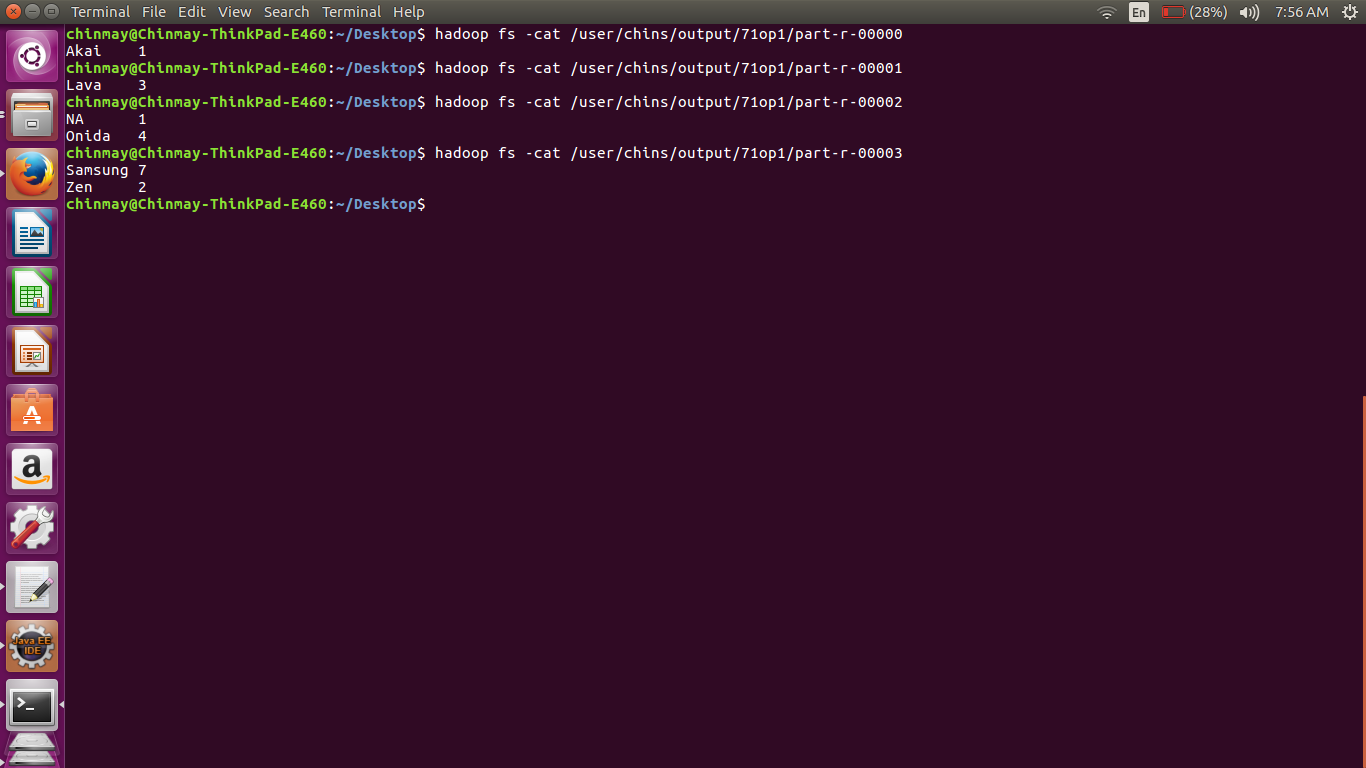 Terminal File Edit View Search Terminal Help En (28%) 7:56 AM
chinmay@Chinmay-ThinkPad-E460:~/Desktop$ hadoop fs -cat /user/chins/output/71op1/part-r-00000
Akai 1
chinmay@Chinmay-ThinkPad-E460:~/Desktop$ hadoop fs -cat /user/chins/output/71op1/part-r-00001
Lava 3
chinmay@Chinmay-ThinkPad-E460:~/Desktop$ hadoop fs -cat /user/chins/output/71op1/part-r-00002
NA 1
Onida 4
chinmay@Chinmay-ThinkPad-E460:~/Desktop$ hadoop fs -cat /user/chins/output/71op1/part-r-00003
Samsung 7
Zen 2
chinmay@Chinmay-ThinkPad-E460:~/Desktop$
A
a
Java EE
IDE
>_